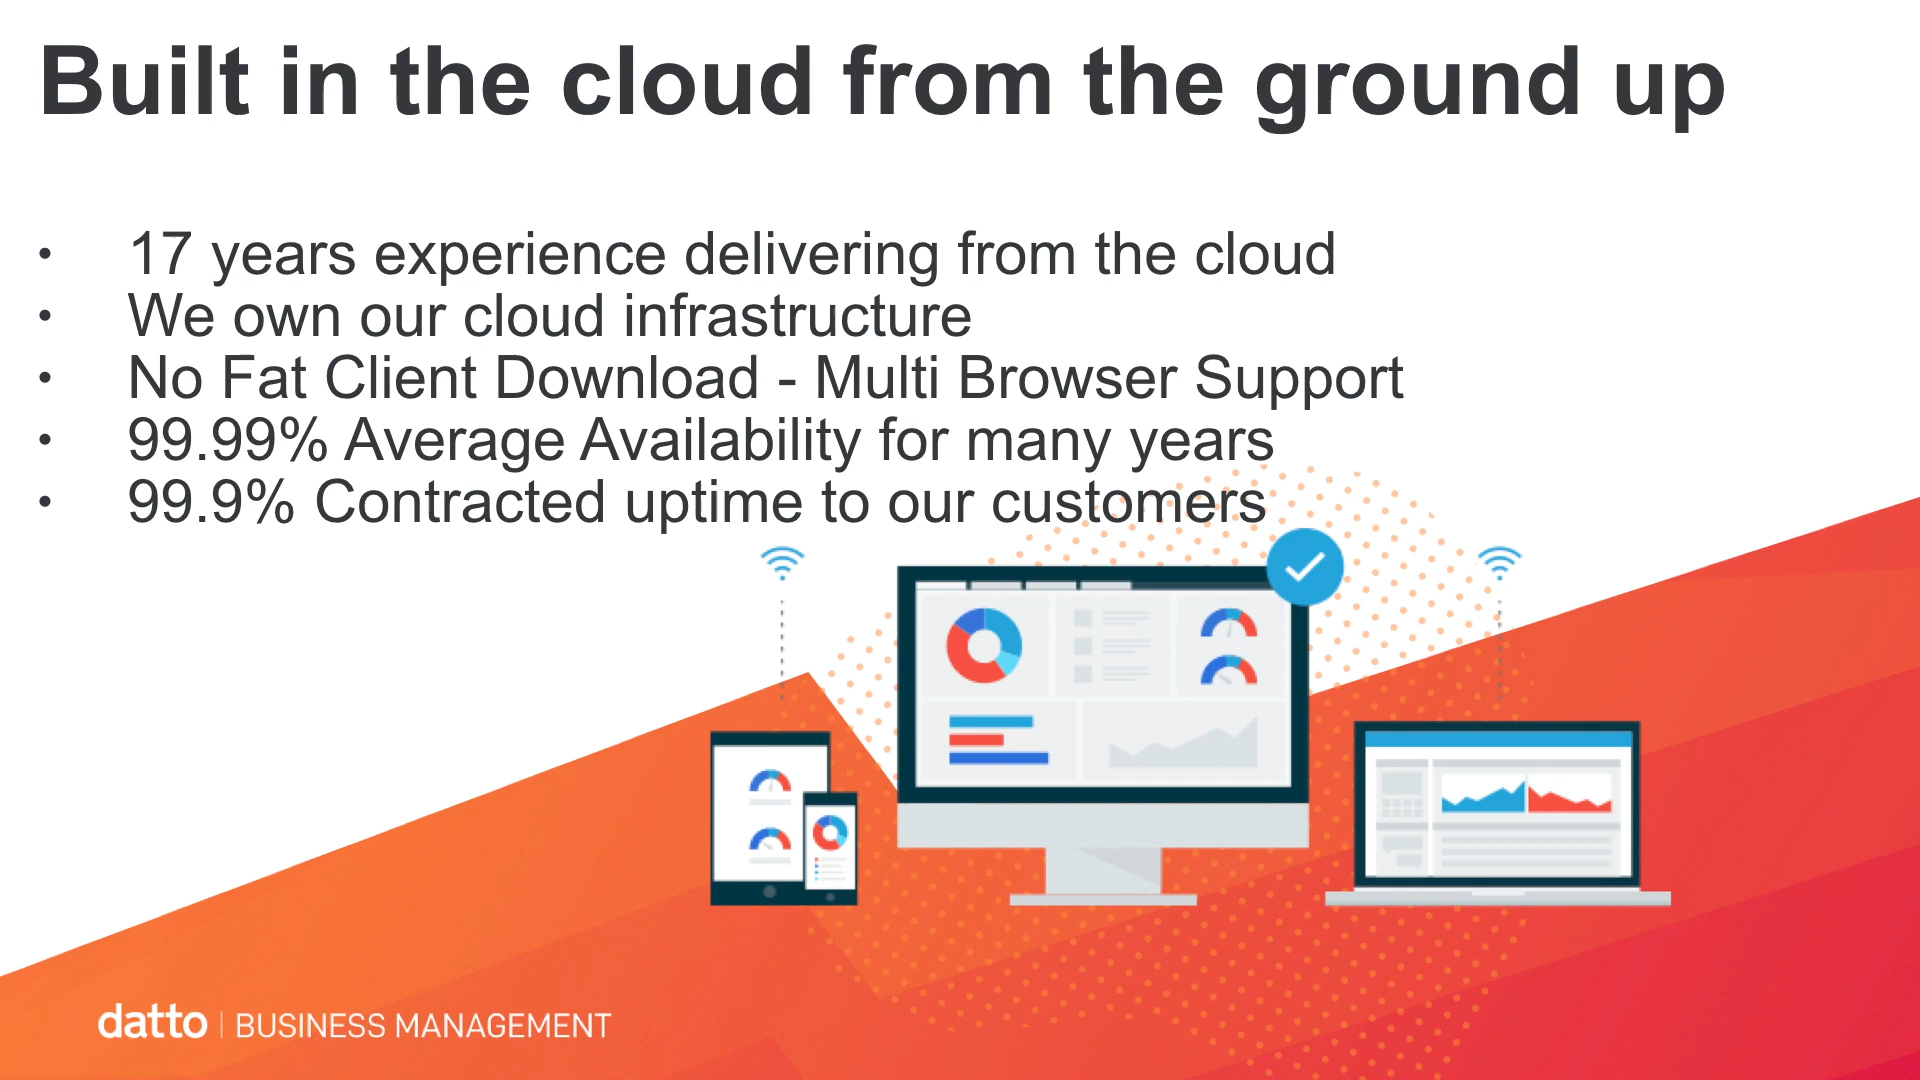 Built in the cloud from the ground up
• 17 years experience delivering from the cloud
• We own our cloud infrastructure
• No Fat Client Download - Multi Browser Support
• 99.99% Average Availability for many years
• 99.9% Contracted uptime to our customers
datto | BUSINESS MANAGEMENT